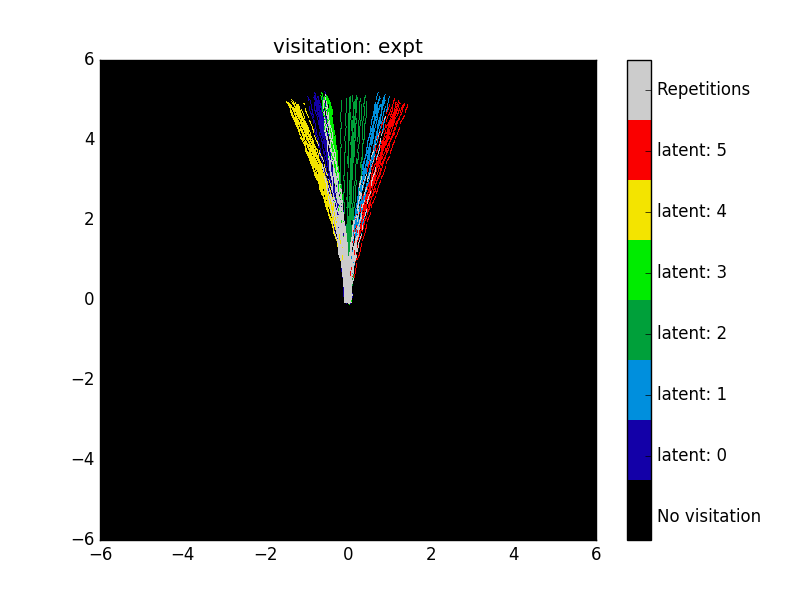 visitation: expt
6
4
2
0
−2
−4
−6
−6
−4
−2
0
2
4
6
Repetitions
latent: 5
latent: 4
latent: 3
latent: 2
latent: 1
latent: 0
No visitation